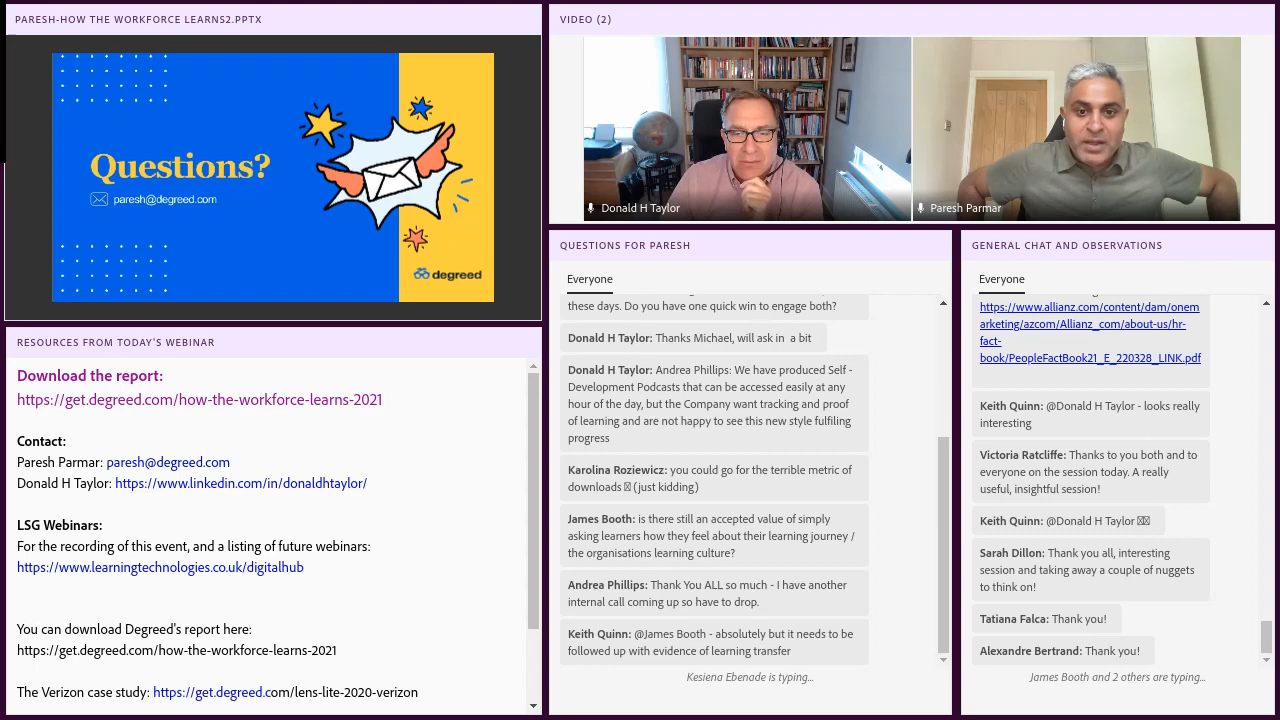 PARESH-HOW THE WORKFORCE LEARNS2.PPTX
Questions?
paresh@degreed.com
degreed
RESOURCES FROM TODAY'S WEBINAR
Download the report:
https://get.degreed.com/how-the-workforce-learns-2021
Contact:
Paresh Parmar: paresh@degreed.com
Donald H Taylor: https://www.linkedin.com/in/donaldhtaylor/
LSG Webinars:
For the recording of this event, and a listing of future webinars:
https://www.learningtechnologies.co.uk/digitalhub
You can download Degreed's report here:
https://get.degreed.com/how-the-workforce-learns-2021
The Verizon case study: https://get.degreed.com/lens-lite-2020-verizon
VIDEO (2)
Donald H Taylor
Paresh Parmar
QUESTIONS FOR PARESH
Everyone
these days. Do you have one quick win to engage both?
Donald H Taylor: Thanks Michael, will ask in a bit
Donald H Taylor: Andrea Phillips: We have produced Self -
Development Podcasts that can be accessed easily at any
hour of the day, but the Company want tracking and proof
of learning and are not happy to see this new style fulfiling
progress
Karolina Roziewicz: you could go for the terrible metric of
downloads (just kidding)
James Booth: is there still an accepted value of simply
asking learners how they feel about their learning journey /
the organisations learning culture?
Andrea Phillips: Thank You ALL so much - I have another
internal call coming up so have to drop.
Keith Quinn: @James Booth - absolutely but it needs to be
followed up with evidence of learning transfer
Kesiena Ebenade is typing...
GENERAL CHAT AND OBSERVATIONS
Everyone
https://www.allianz.com/content/dam/onem
arketing/azcom/Allianz_com/about-us/hr-
fact-
book/PeopleFactBook21_E_220328_LINK.pdf
Keith Quinn: @Donald H Taylor - looks really
interesting
Victoria Ratcliffe: Thanks to you both and to
everyone on the session today. A really
useful, insightful session!
Keith Quinn: @Donald H Taylor
Sarah Dillon: Thank you all, interesting
session and taking away a couple of nuggets
to think on!
Tatiana Falca: Thank you!
Alexandre Bertrand: Thank you!
James Booth and 2 others are typing...